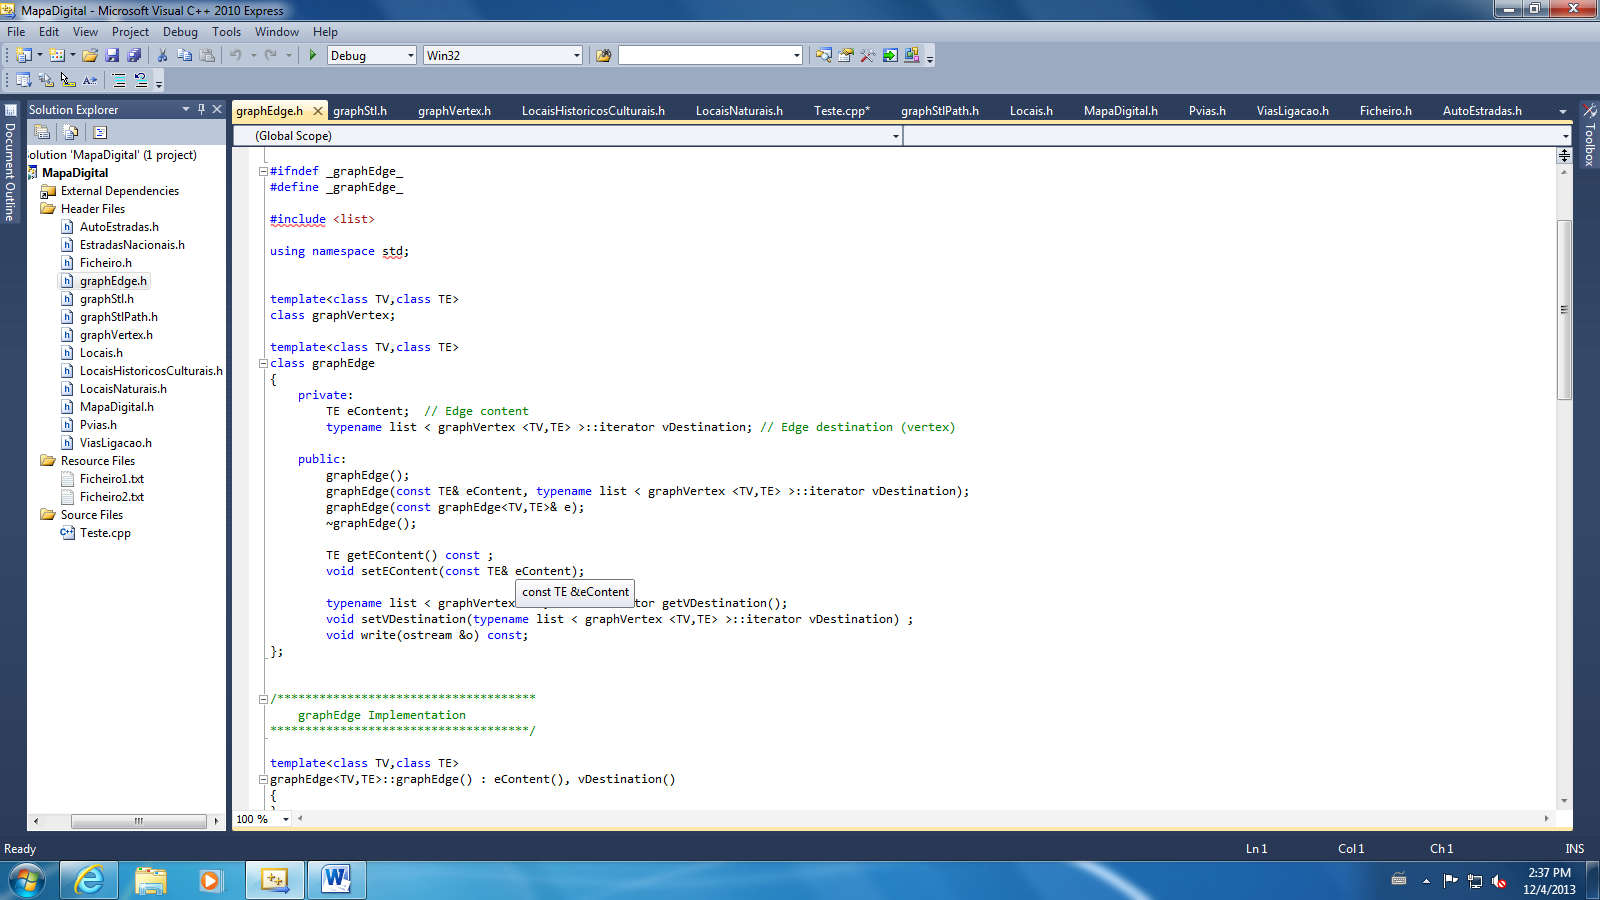 MapaDigital - Microsoft Visual C++ 2010 Express
File Edit View Project Debug Tools Window Help
Debug Win32
Solution Explorer
graphEdge.h graphStl.h graphVertex.h LocaisHistoricosCulturais.h LocaisNaturais.h Teste.cpp* graphStlPath.h Locais.h MapaDigital.h Pvias.h ViasLigacao.h Ficheiro.h AutoEstradas.h
(Global Scope)
Document Outline
Toolbox
olution 'MapaDigital' (1 project)
MapaDigital
External Dependencies
Header Files
AutoEstradas.h
EstradasNacionais.h
Ficheiro.h
graphEdge.h
graphStl.h
graphStlPath.h
graphVertex.h
Locais.h
LocaisHistoricosCulturais.h
LocaisNaturais.h
MapaDigital.h
Pvias.h
ViasLigacao.h
Resource Files
Ficheiro1.txt
Ficheiro2.txt
Source Files
Teste.cpp
#ifndef _graphEdge_
#define _graphEdge_
#include <list>
using namespace std;
template<class TV,class TE>
class graphVertex;
template<class TV,class TE>
class graphEdge
{
private:
TE eContent;  // Edge content
typename list < graphVertex <TV,TE> >::iterator vDestination; // Edge destination (vertex)
public:
graphEdge();
graphEdge(const TE& eContent, typename list < graphVertex <TV,TE> >::iterator vDestination);
graphEdge(const graphEdge<TV,TE>& e);
~graphEdge();
TE getEContent() const ;
void setEContent(const TE& eContent);
const TE &eContent
typename list < graphVertex tor getVDestination();
void setVDestination(typename list < graphVertex <TV,TE> >::iterator vDestination) ;
void write(ostream &o) const;
};
/*************************************
graphEdge Implementation
*************************************/
template<class TV,class TE>
graphEdge<TV,TE>::graphEdge() : eContent(), vDestination()
{
100 %
Ready Ln 1 Col 1 Ch 1 INS
2:37 PM
12/4/2013